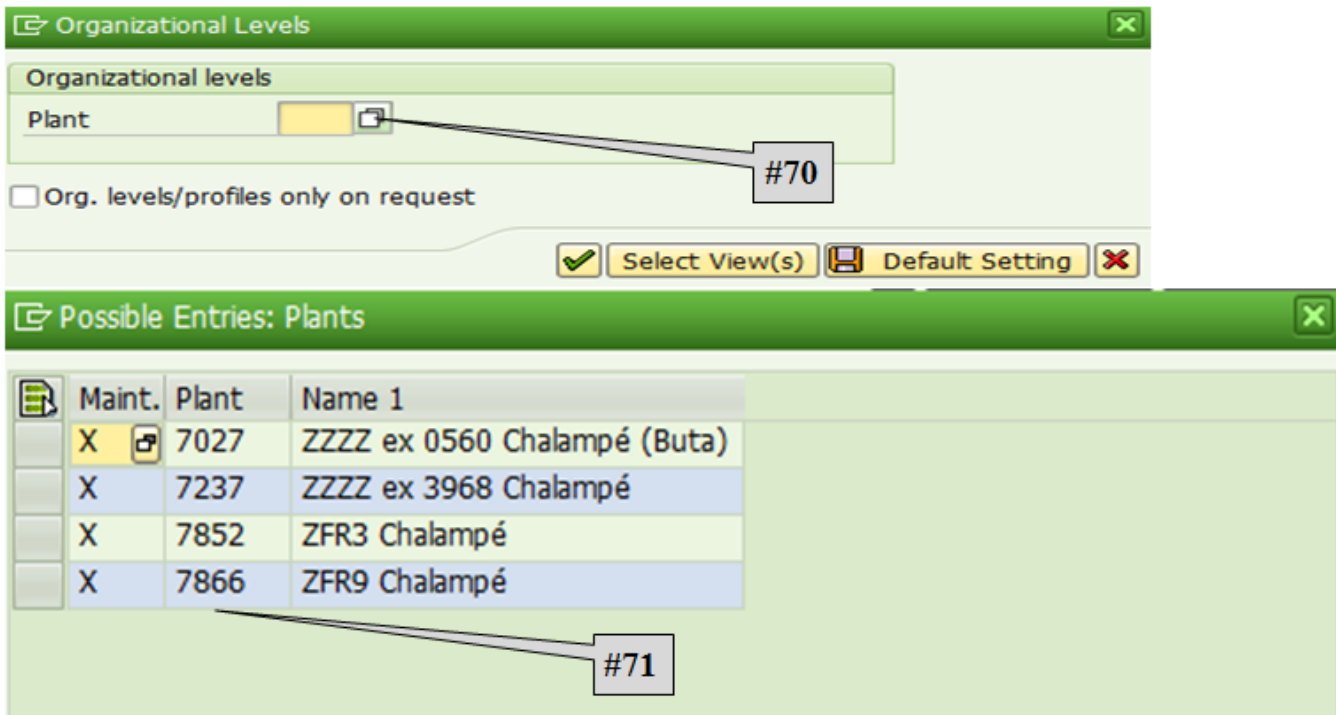 Organizational Levels
Organizational levels
Plant
#70
Org. levels/profiles only on request
Select View(s) Default Setting
Possible Entries: Plants
Maint. Plant Name 1
X 7027 ZZZZ ex 0560 Chalampé (Buta)
X 7237 ZZZZ ex 3968 Chalampé
X 7852 ZFR3 Chalampé
X 7866 ZFR9 Chalampé
#71